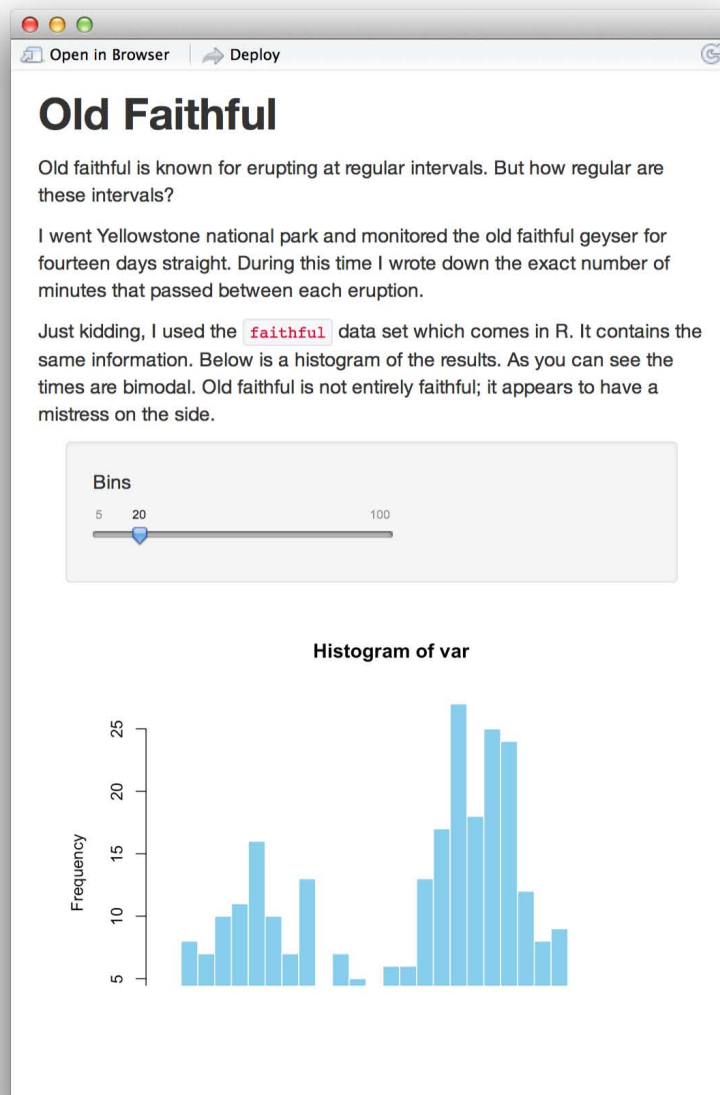 Open in Browser Deploy
Old Faithful
Old faithful is known for erupting at regular intervals. But how regular are
these intervals?
I went Yellowstone national park and monitored the old faithful geyser for
fourteen days straight. During this time I wrote down the exact number of
minutes that passed between each eruption.
Just kidding, I used the faithful data set which comes in R. It contains the
same information. Below is a histogram of the results. As you can see the
times are bimodal. Old faithful is not entirely faithful; it appears to have a
mistress on the side.
Bins
5 20 100
Histogram of var
Frequency
25
20
15
10
5